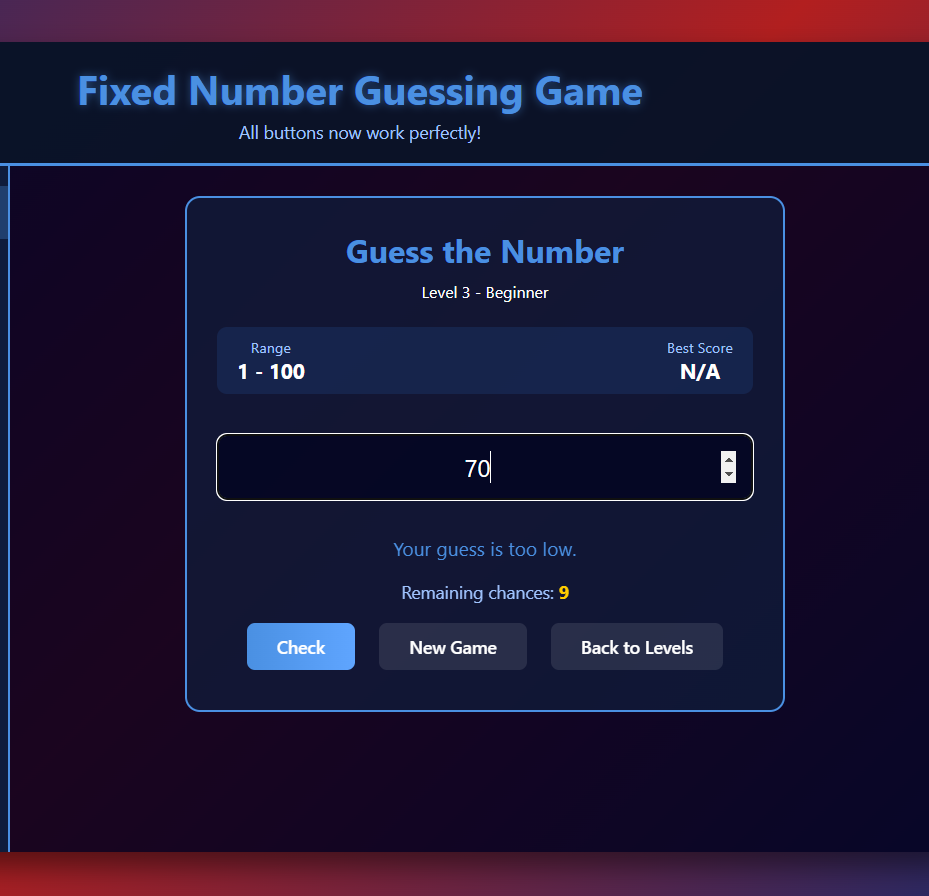 Fixed Number Guessing Game
All buttons now work perfectly!
Guess the Number
Level 3 - Beginner
Range
1 - 100
Best Score
N/A
70
Your guess is too low.
Remaining chances: 9
Check
New Game
Back to Levels